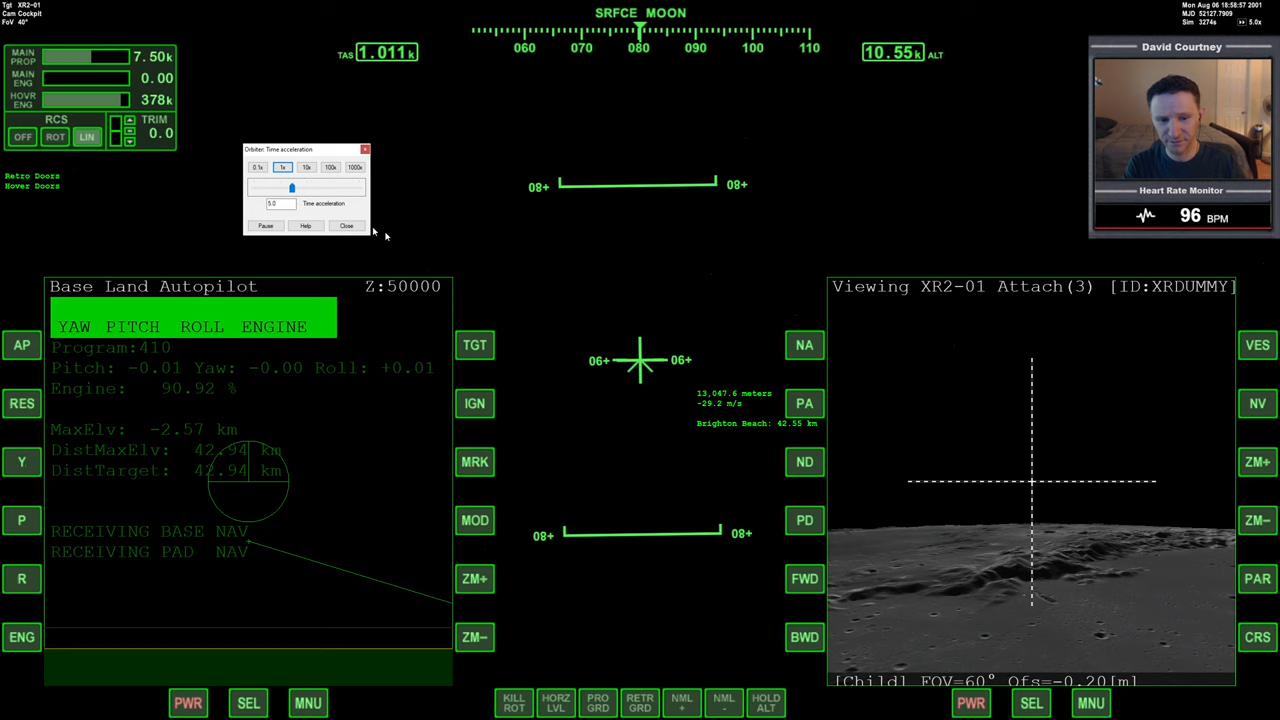 Tgt XR2-01
Cam Cockpit
FoV 40°
SRFCE MOON
Mon Aug 06 18:58:57 2001
MJD 52127.7909
Sim 3274s
5.0x
MAIN PROP 7.50k
MAIN ENG 0.00
HOVR ENG 378k
RCS TRIM
OFF ROT LIN 0.0
TAS 1.011k
060 070 080 090 100 110
10.55k ALT
David Courtney
Heart Rate Monitor
96 BPM
Retro Doors
Hover Doors
Orbiter: Time acceleration
0.1x 1x 10x 100x 1000x
5.0 Time acceleration
Pause Help Close
08+ 08+
06+ 06+
13,047.6 meters
-29.2 m/s
Brighton Beach: 42.55 km
08+ 08+
Base Land Autopilot Z:50000
YAW PITCH ROLL ENGINE
Program:410
Pitch: -0.01 Yaw: -0.00 Roll: +0.01
Engine: 90.92 %
MaxElv: -2.57 km
DistMaxElv: 42.94 km
DistTarget: 42.94 km
RECEIVING BASE NAV
RECEIVING PAD NAV
AP
RES
Y
P
R
ENG
TGT
IGN
MRK
MOD
ZM+
ZM-
PWR SEL MNU
KILL ROT
HORZ LVL
PRO GRD
RETR GRD
NML +
NML -
HOLD ALT
Viewing XR2-01 Attach(3) [ID:XRDUMMY]
NA
PA
ND
PD
FWD
BWD
VES
NV
ZM+
ZM-
PAR
CRS
[Child] FOV=60° Ofs=-0.20[m]
PWR SEL MNU